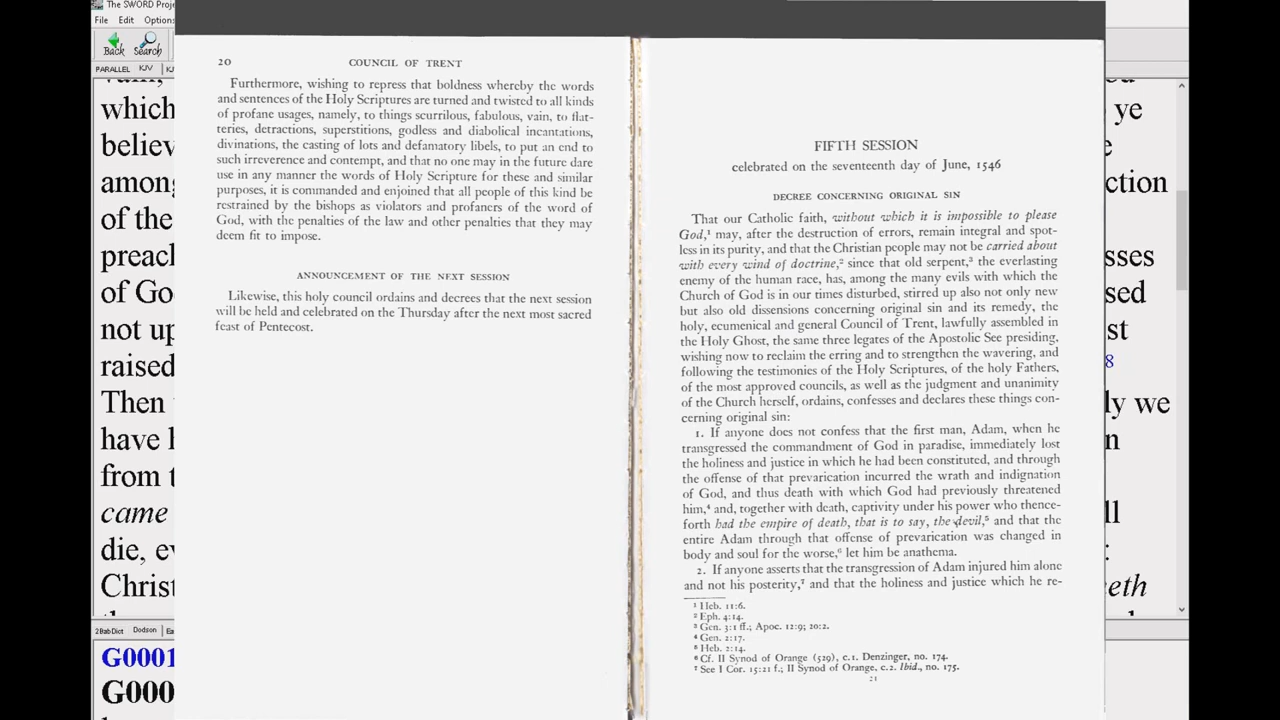 The SWORD Proje
File Edit Option
Back Search
PARALLEL KJV
which
believ
among
of the
preach
of Go
not up
raised
Then
have
from t
came
die, ev
Christ
2BabDict Dodson
G0001
G000
20 COUNCIL OF TRENT
Furthermore, wishing to repress that boldness whereby the words
and sentences of the Holy Scriptures are turned and twisted to all kinds
of profane usages, namely, to things scurrilous, fabulous, vain, to flat-
teries, detractions, superstitions, godless and diabolical incantations,
divinations, the casting of lots and defamatory libels, to put an end to
such irreverence and contempt, and that no one may in the future dare
use in any manner the words of Holy Scripture for these and similar
purposes, it is commanded and enjoined that all people of this kind be
restrained by the bishops as violators and profaners of the word of
God, with the penalties of the law and other penalties that they may
deem fit to impose.
ANNOUNCEMENT OF THE NEXT SESSION
Likewise, this holy council ordains and decrees that the next session
will be held and celebrated on the Thursday after the next most sacred
feast of Pentecost.
FIFTH SESSION
celebrated on the seventeenth day of June, 1546
DECREE CONCERNING ORIGINAL SIN
That our Catholic faith, without which it is impossible to please
God,¹ may, after the destruction of errors, remain integral and spot-
less in its purity, and that the Christian people may not be carried about
with every wind of doctrine,² since that old serpent,³ the everlasting
enemy of the human race, has, among the many evils with which the
Church of God is in our times disturbed, stirred up also not only new
but also old dissensions concerning original sin and its remedy, the
holy, ecumenical and general Council of Trent, lawfully assembled in
the Holy Ghost, the same three legates of the Apostolic See presiding,
wishing now to reclaim the erring and to strengthen the wavering, and
following the testimonies of the Holy Scriptures, of the holy Fathers,
of the most approved councils, as well as the judgment and unanimity
of the Church herself, ordains, confesses and declares these things con-
cerning original sin:
1. If anyone does not confess that the first man, Adam, when he
transgressed the commandment of God in paradise, immediately lost
the holiness and justice in which he had been constituted, and through
the offense of that prevarication incurred the wrath and indignation
of God, and thus death with which God had previously threatened
him,⁴ and, together with death, captivity under his power who thence-
forth had the empire of death, that is to say, the devil,⁵ and that the
entire Adam through that offense of prevarication was changed in
body and soul for the worse,⁶ let him be anathema.
2. If anyone asserts that the transgression of Adam injured him alone
and not his posterity,⁷ and that the holiness and justice which he re-
¹ Heb. 11:6.
² Eph. 4:14.
³ Gen. 3:1 ff.; Apoc. 12:9; 20:2.
⁴ Gen. 2:17.
⁵ Heb. 2:14.
⁶ Cf. II Synod of Orange (529), c.1. Denzinger, no. 174.
⁷ See I Cor. 15:21 f.; II Synod of Orange, c.2. Ibid., no. 175.
21
ye
e
ction
sses
sed
st
8
ly we
n
ll
:
eth